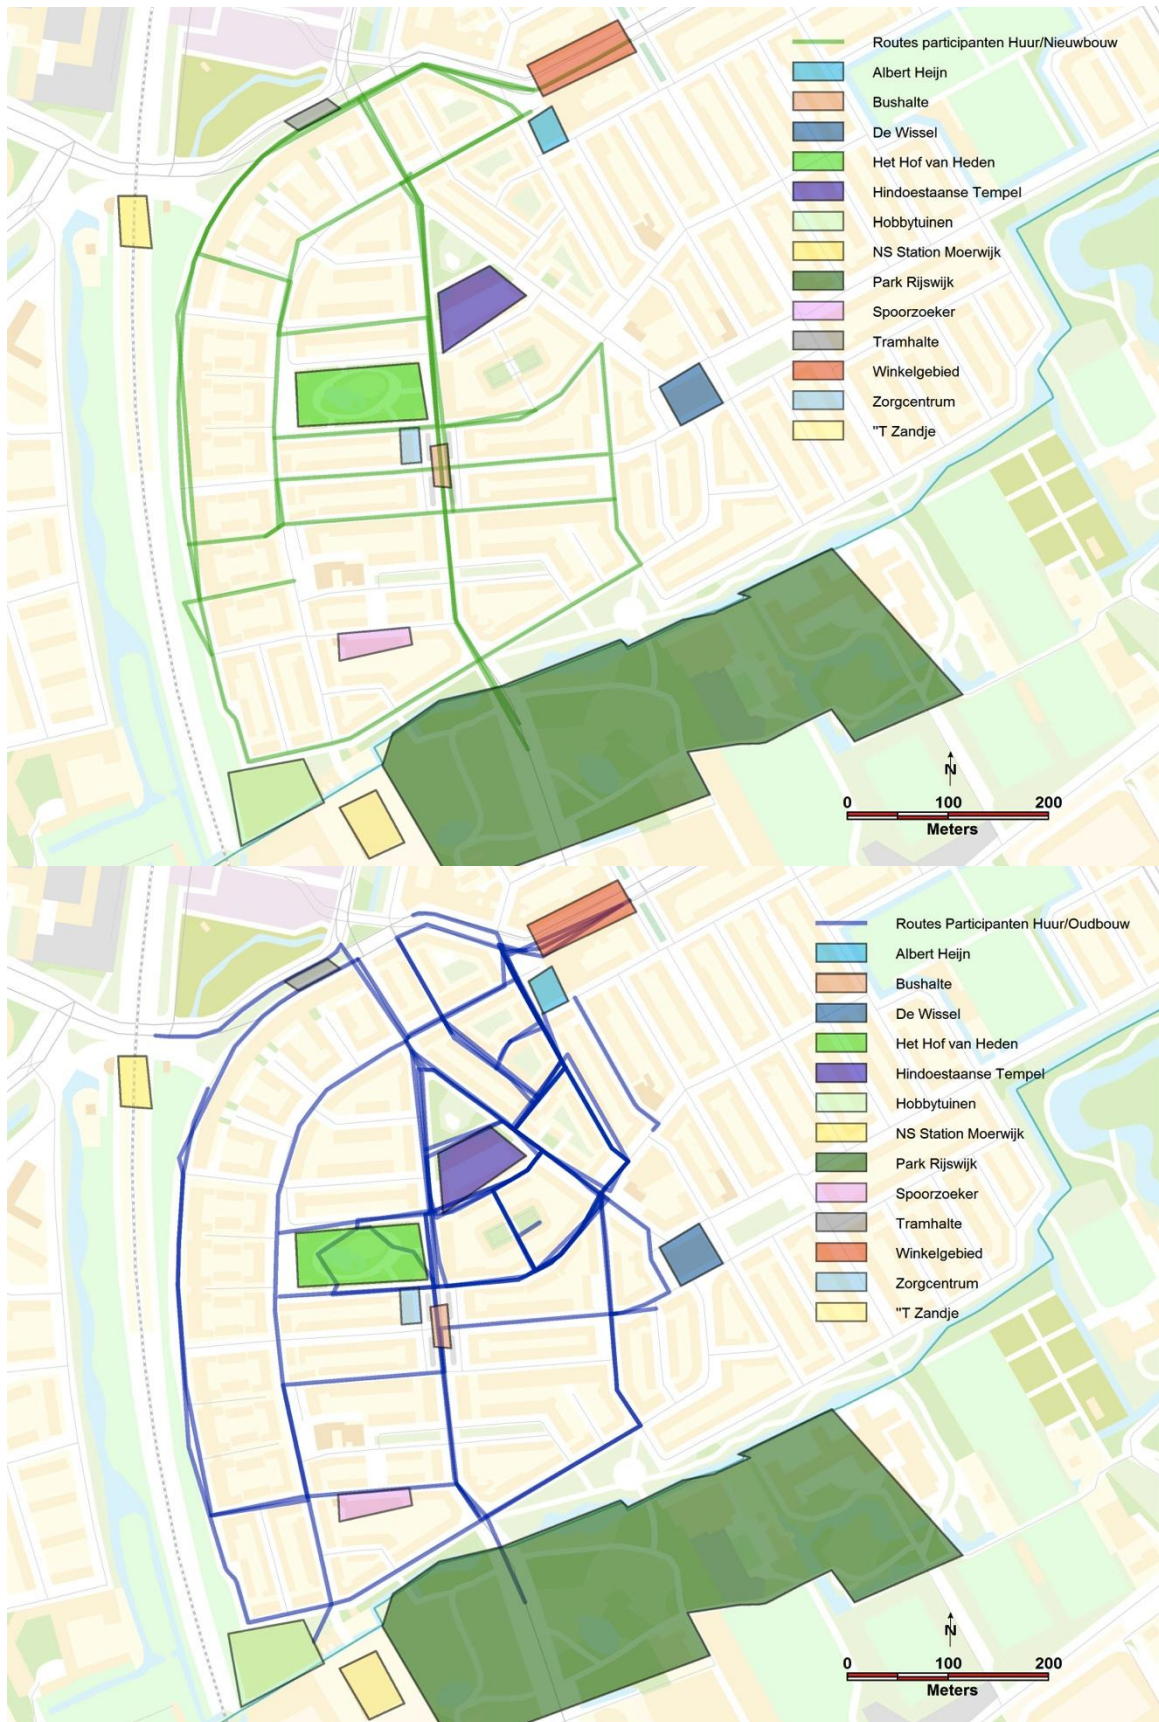 Routes participanten Huur/Nieuwbouw
Albert Heijn
Bushalte
De Wissel
Het Hof van Heden
Hindoestaanse Tempel
Hobbytuinen
NS Station Moerwijk
Park Rijswijk
Spoorzoeker
Tramhalte
Winkelgebied
Zorgcentrum
"T Zandje
N
0 100 200
Meters
Routes Participanten Huur/Oudbouw
Albert Heijn
Bushalte
De Wissel
Het Hof van Heden
Hindoestaanse Tempel
Hobbytuinen
NS Station Moerwijk
Park Rijswijk
Spoorzoeker
Tramhalte
Winkelgebied
Zorgcentrum
"T Zandje
N
0 100 200
Meters